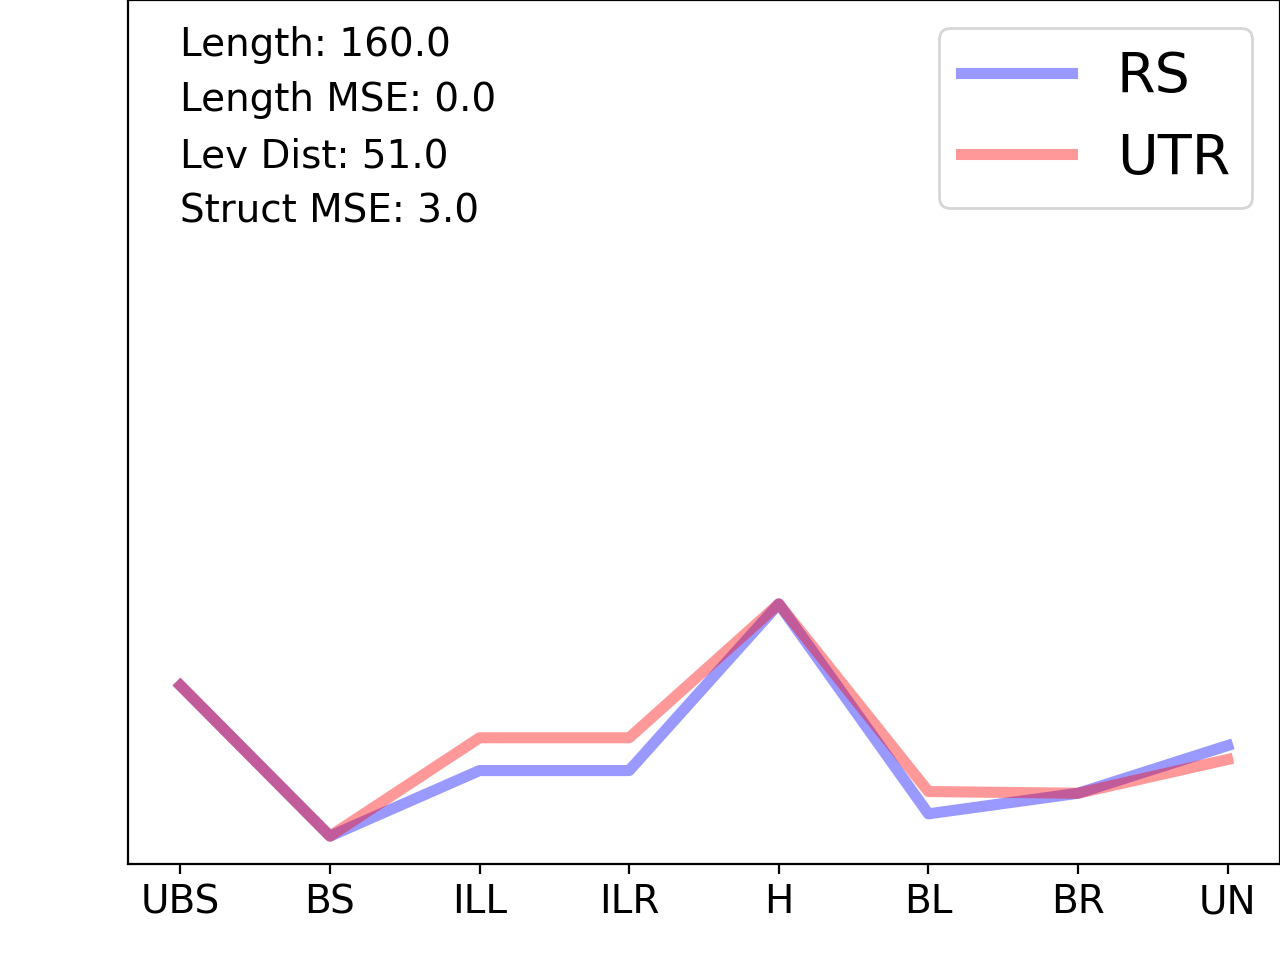 Length: 160.0
Length MSE: 0.0
Lev Dist: 51.0
Struct MSE: 3.0
RS
UTR
UBS BS ILL ILR H BL BR UN